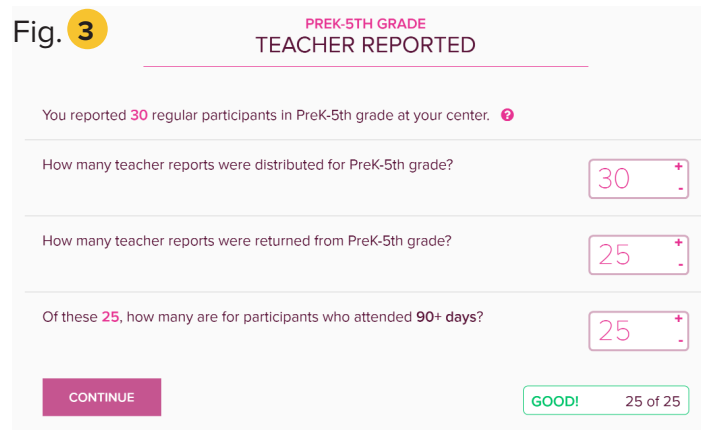 Fig. 3
PREK-5TH GRADE
TEACHER REPORTED
You reported 30 regular participants in PreK-5th grade at your center. ?
How many teacher reports were distributed for PreK-5th grade?
30 + -
How many teacher reports were returned from PreK-5th grade?
25 + -
Of these 25, how many are for participants who attended 90+ days?
25 + -
CONTINUE
GOOD! 25 of 25